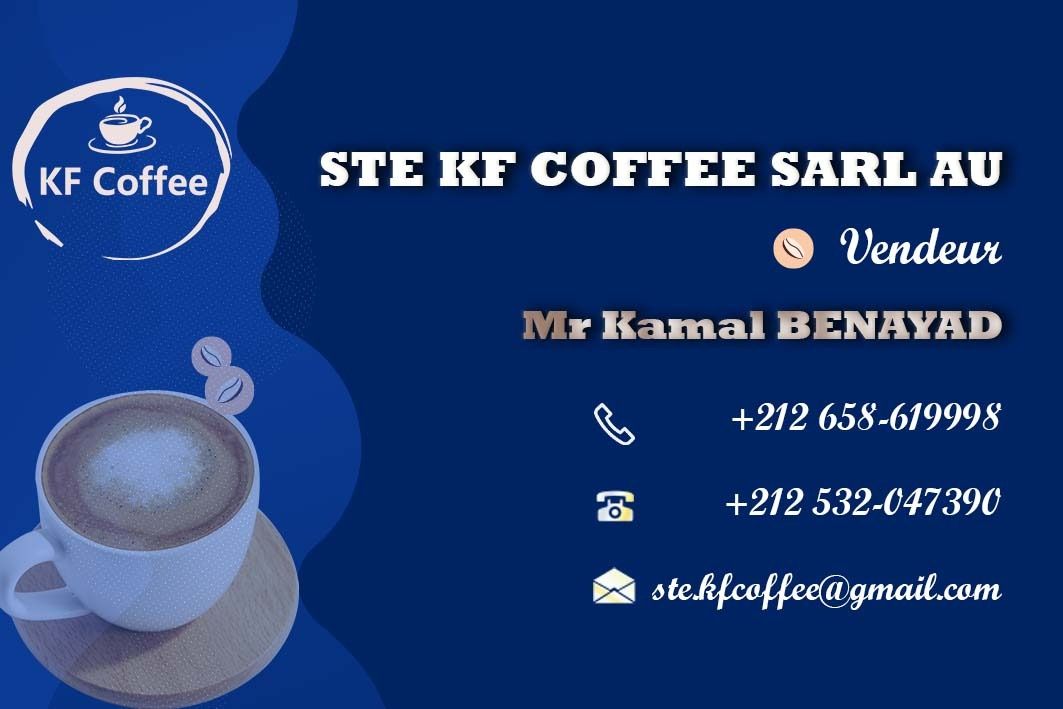 KF Coffee
STE KF COFFEE SARL AU
Vendeur
Mr Kamal BENAYAD
+212 658-619998
+212 532-047390
ste.kfcoffee@gmail.com